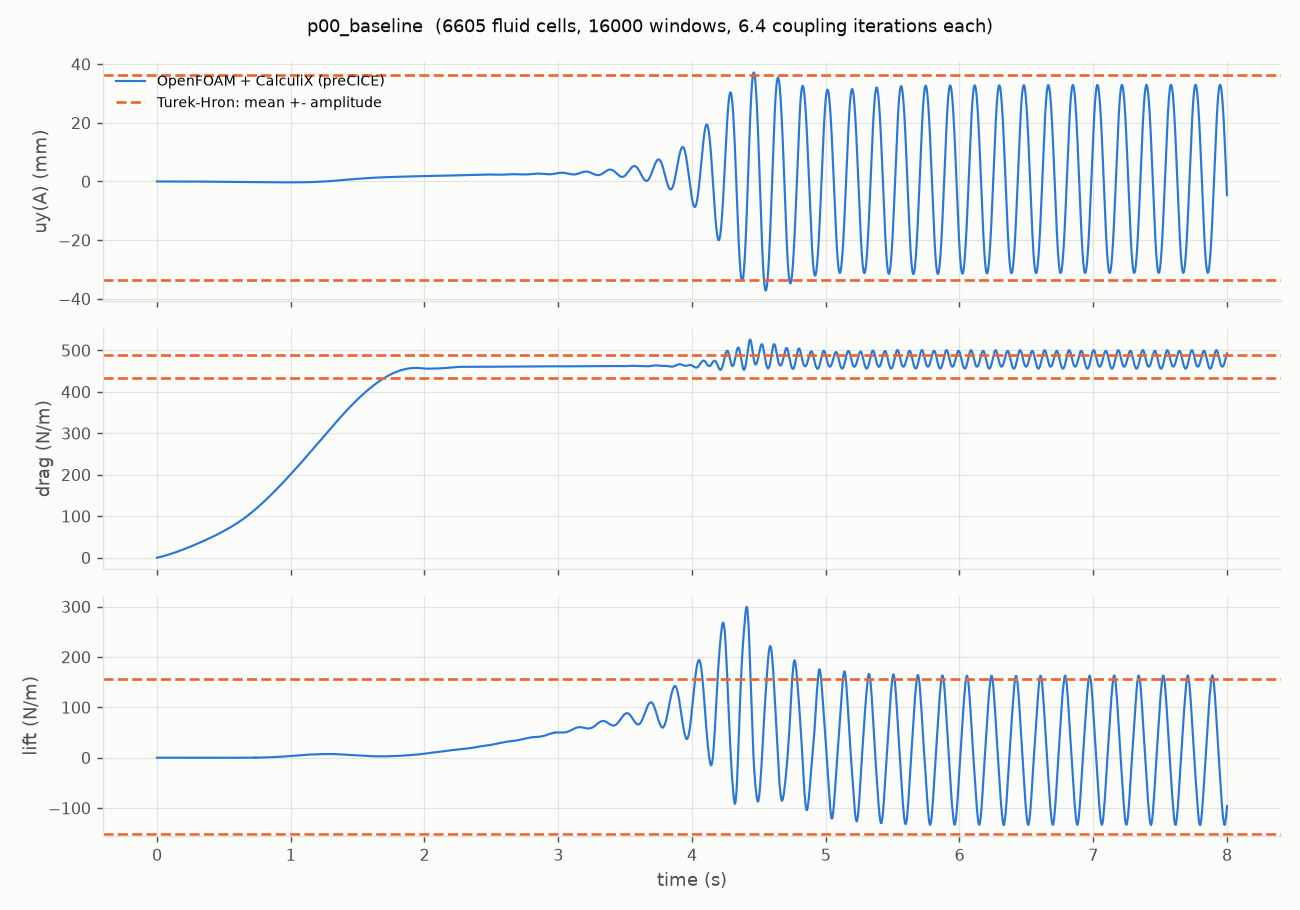 p00_baseline  (6605 fluid cells, 16000 windows, 6.4 coupling iterations each)
40
20
0
−20
−40
uy(A) (mm)
OpenFOAM + CalculiX (preCICE)
Turek-Hron: mean +- amplitude
500
400
300
200
100
0
drag (N/m)
300
200
100
0
−100
lift (N/m)
0 1 2 3 4 5 6 7 8
time (s)